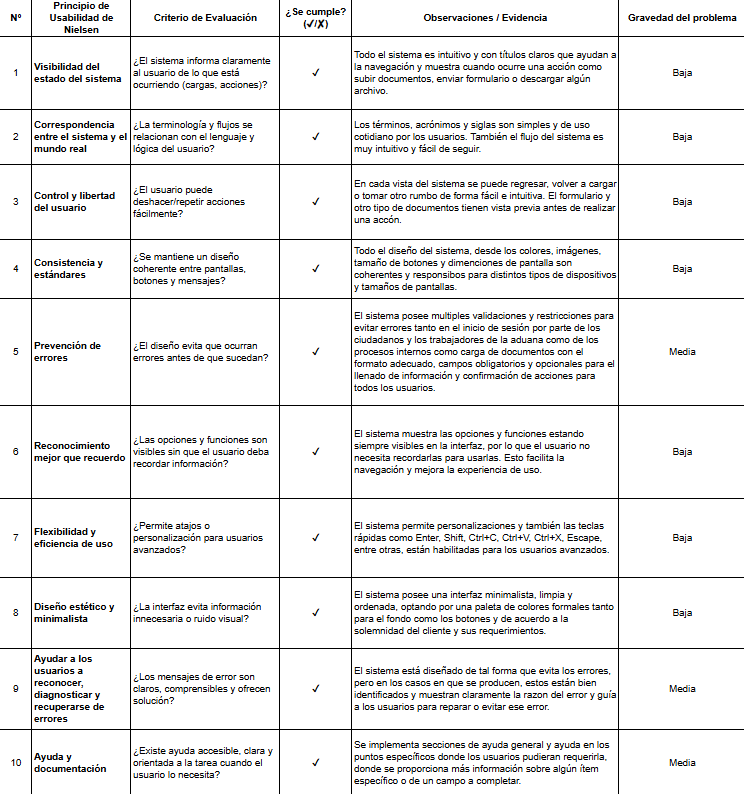 Nº
Principio de
Usabilidad de
Nielsen
Criterio de Evaluación
¿Se cumple?
(✓/✗)
Observaciones / Evidencia
Gravedad del problema
1
Visibilidad del
estado del sistema
¿El sistema informa claramente
al usuario de lo que está
ocurriendo (cargas, acciones)?
✓
Todo el sistema es intuitivo y con títulos claros que ayudan a
la navegación y muestra cuando ocurre una acción como
subir documentos, enviar formulario o descargar algún
archivo.
Baja
2
Correspondencia
entre el sistema y el
mundo real
¿La terminología y flujos se
relacionan con el lenguaje y
lógica del usuario?
✓
Los términos, acrónimos y siglas son simples y de uso
cotidiano por los usuarios. También el flujo del sistema es
muy intuitivo y fácil de seguir.
Baja
3
Control y libertad
del usuario
¿El usuario puede
deshacer/repetir acciones
fácilmente?
✓
En cada vista del sistema se puede regresar, volver a cargar
o tomar otro rumbo de forma fácil e intuitiva. El formulario y
otro tipo de documentos tienen vista previa antes de realizar
una accón.
Baja
4
Consistencia y
estándares
¿Se mantiene un diseño
coherente entre pantallas,
botones y mensajes?
✓
Todo el diseño del sistema, desde los colores, imágenes,
tamaño de botones y dimenciones de pantalla son
coherentes y responsibos para distintos tipos de dispositivos
y tamaños de pantallas.
Baja
5
Prevención de
errores
¿El diseño evita que ocurran
errores antes de que sucedan?
✓
El sistema posee multiples validaciones y restricciones para
evitar errores tanto en el inicio de sesión por parte de los
ciudadanos y los trabajadores de la aduana como de los
procesos internos como carga de documentos con el
formato adecuado, campos obligatorios y opcionales para el
llenado de información y confirmación de acciones para
todos los usuarios.
Media
6
Reconocimiento
mejor que recuerdo
¿Las opciones y funciones son
visibles sin que el usuario deba
recordar información?
✓
El sistema muestra las opciones y funciones estando
siempre visibles en la interfaz, por lo que el usuario no
necesita recordarlas para usarlas. Esto facilita la
navegación y mejora la experiencia de uso.
Baja
7
Flexibilidad y
eficiencia de uso
¿Permite atajos o
personalización para usuarios
avanzados?
✓
El sistema permite personalizaciones y también las teclas
rápidas como Enter, Shift, Ctrl+C, Ctrl+V, Ctrl+X, Escape,
entre otras, están habilitadas para los usuarios avanzados.
Baja
8
Diseño estético y
minimalista
¿La interfaz evita información
innecesaria o ruido visual?
✓
El sistema posee una interfaz minimalista, limpia y
ordenada, optando por una paleta de colores formales tanto
para el fondo como los botones y de acuerdo a la
solemnidad del cliente y sus requerimientos.
Baja
9
Ayudar a los
usuarios a
reconocer,
diagnosticar y
recuperarse de
errores
¿Los mensajes de error son
claros, comprensibles y ofrecen
solución?
✓
El sistema está diseñado de tal forma que evita los errores,
pero en los casos en que se producen, estos están bien
identificados y muestran claramente la razon del error y guía
a los usuarios para reparar o evitar ese error.
Media
10
Ayuda y
documentación
¿Existe ayuda accesible, clara y
orientada a la tarea cuando el
usuario lo necesita?
✓
Se implementa secciones de ayuda general y ayuda en los
puntos específicos donde los usuarios pudieran requerirla,
donde se proporciona más información sobre algún ítem
específico o de un campo a completar.
Media